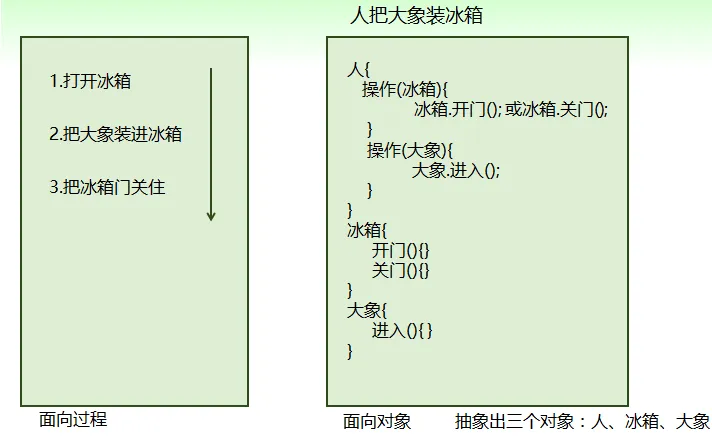 人把大象装冰箱
1.打开冰箱
2.把大象装进冰箱
3.把冰箱门关住
面向过程
人{
操作(冰箱){
冰箱.开门(); 或冰箱.关门();
}
操作(大象){
大象.进入();
}
}
冰箱{
开门(){}
关门(){}
}
大象{
进入(){ }
}
面向对象
抽象出三个对象：人、冰箱、大象